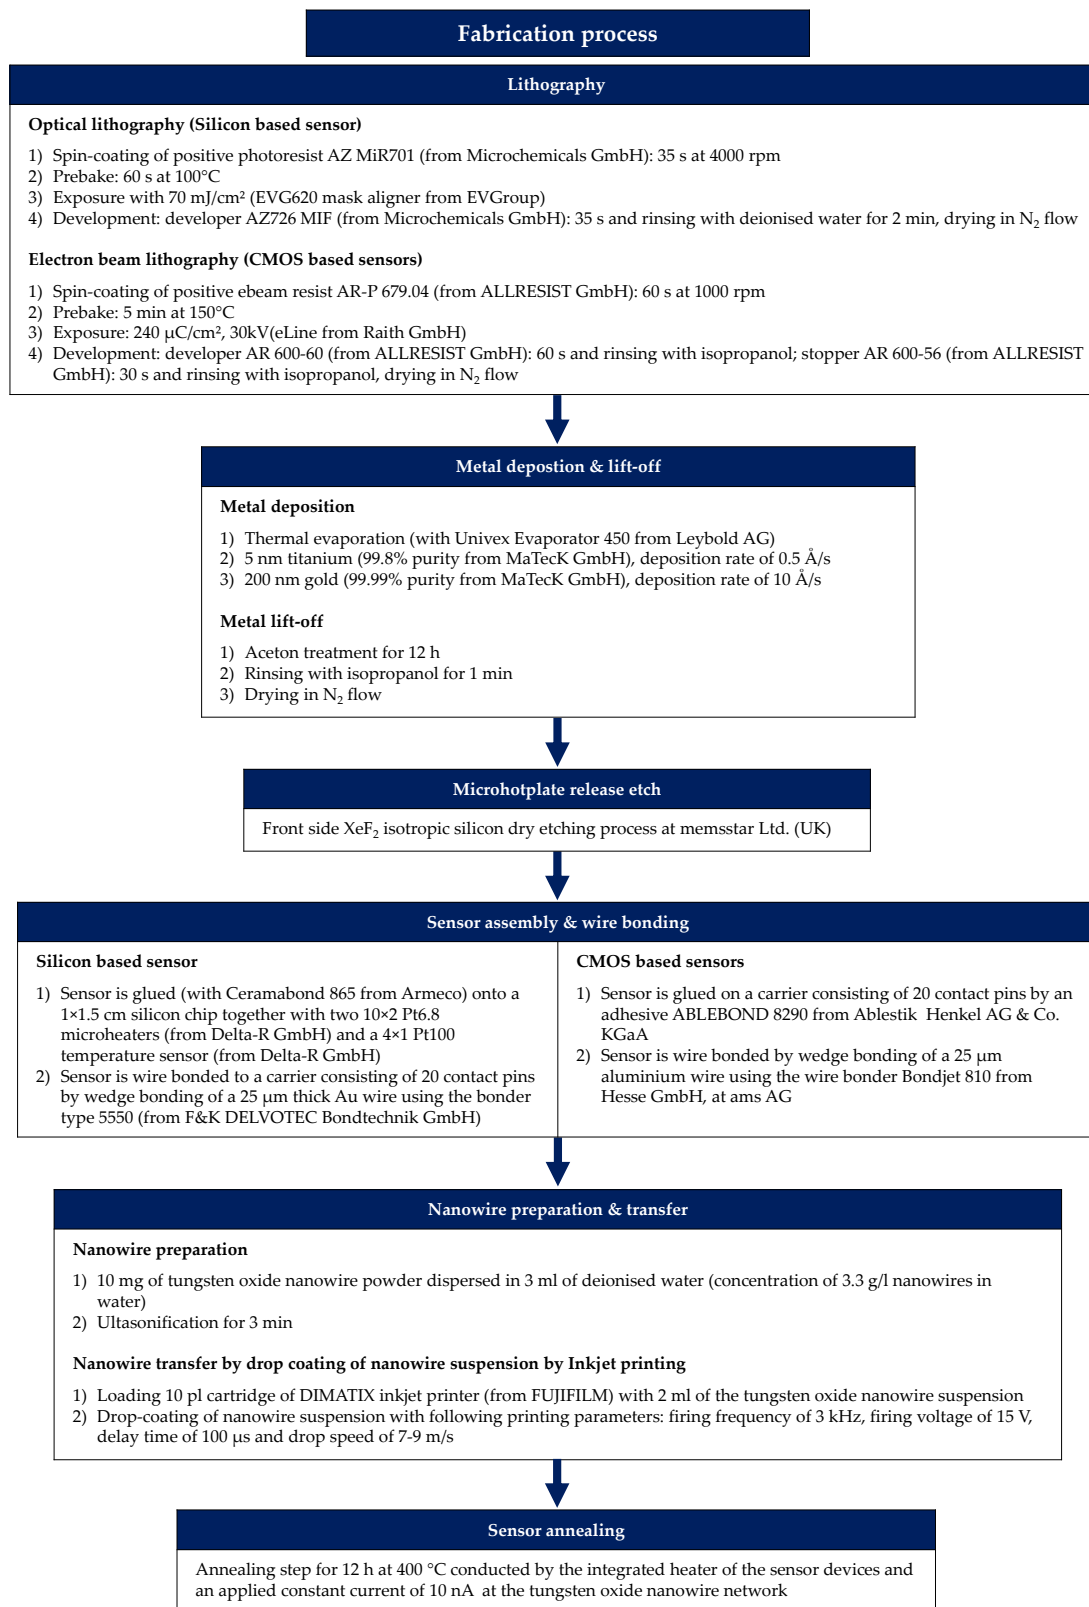 Fabrication process
Lithography
Optical lithography (Silicon based sensor)
1) Spin-coating of positive photoresist AZ MiR701 (from Microchemicals GmbH): 35 s at 4000 rpm
2) Prebake: 60 s at 100°C
3) Exposure with 70 mJ/cm² (EVG620 mask aligner from EVGroup)
4) Development: developer AZ726 MIF (from Microchemicals GmbH): 35 s and rinsing with deionised water for 2 min, drying in N₂ flow
Electron beam lithography (CMOS based sensors)
1) Spin-coating of positive ebeam resist AR-P 679.04 (from ALLRESIST GmbH): 60 s at 1000 rpm
2) Prebake: 5 min at 150°C
3) Exposure: 240 µC/cm², 30kV(eLine from Raith GmbH)
4) Development: developer AR 600-60 (from ALLRESIST GmbH): 60 s and rinsing with isopropanol; stopper AR 600-56 (from ALLRESIST
GmbH): 30 s and rinsing with isopropanol, drying in N₂ flow
Metal depostion & lift-off
Metal deposition
1) Thermal evaporation (with Univex Evaporator 450 from Leybold AG)
2) 5 nm titanium (99.8% purity from MaTecK GmbH), deposition rate of 0.5 Å/s
3) 200 nm gold (99.99% purity from MaTecK GmbH), deposition rate of 10 Å/s
Metal lift-off
1) Aceton treatment for 12 h
2) Rinsing with isopropanol for 1 min
3) Drying in N₂ flow
Microhotplate release etch
Front side XeF₂ isotropic silicon dry etching process at memsstar Ltd. (UK)
Sensor assembly & wire bonding
Silicon based sensor
1) Sensor is glued (with Ceramabond 865 from Armeco) onto a
1×1.5 cm silicon chip together with two 10×2 Pt6.8
microheaters (from Delta-R GmbH) and a 4×1 Pt100
temperature sensor (from Delta-R GmbH)
2) Sensor is wire bonded to a carrier consisting of 20 contact pins
by wedge bonding of a 25 µm thick Au wire using the bonder
type 5550 (from F&K DELVOTEC Bondtechnik GmbH)
CMOS based sensors
1) Sensor is glued on a carrier consisting of 20 contact pins by an
adhesive ABLEBOND 8290 from Ablestik Henkel AG & Co.
KGaA
2) Sensor is wire bonded by wedge bonding of a 25 µm
aluminium wire using the wire bonder Bondjet 810 from
Hesse GmbH, at ams AG
Nanowire preparation & transfer
Nanowire preparation
1) 10 mg of tungsten oxide nanowire powder dispersed in 3 ml of deionised water (concentration of 3.3 g/l nanowires in
water)
2) Ultasonification for 3 min
Nanowire transfer by drop coating of nanowire suspension by Inkjet printing
1) Loading 10 pl cartridge of DIMATIX inkjet printer (from FUJIFILM) with 2 ml of the tungsten oxide nanowire suspension
2) Drop-coating of nanowire suspension with following printing parameters: firing frequency of 3 kHz, firing voltage of 15 V,
delay time of 100 µs and drop speed of 7-9 m/s
Sensor annealing
Annealing step for 12 h at 400 °C conducted by the integrated heater of the sensor devices and
an applied constant current of 10 nA at the tungsten oxide nanowire network